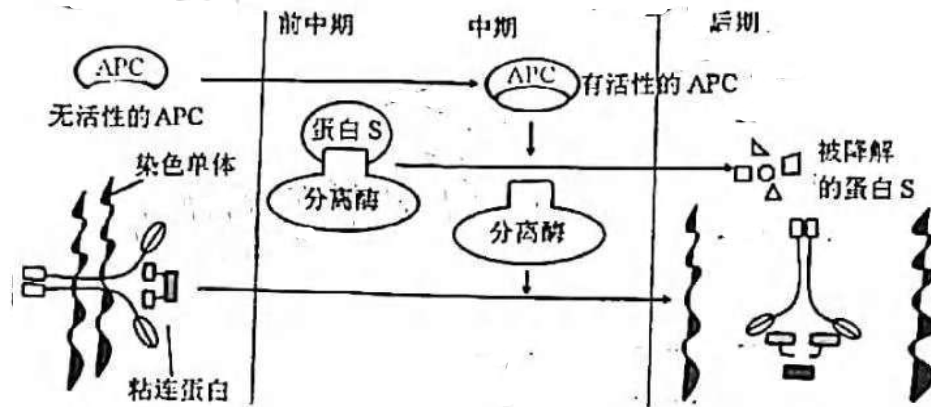 前中期
中期
后期
APC
APC
无活性的APC
有活性的APC
蛋白S
分离酶
染色单体
分离酶
被降解
的蛋白S
粘连蛋白